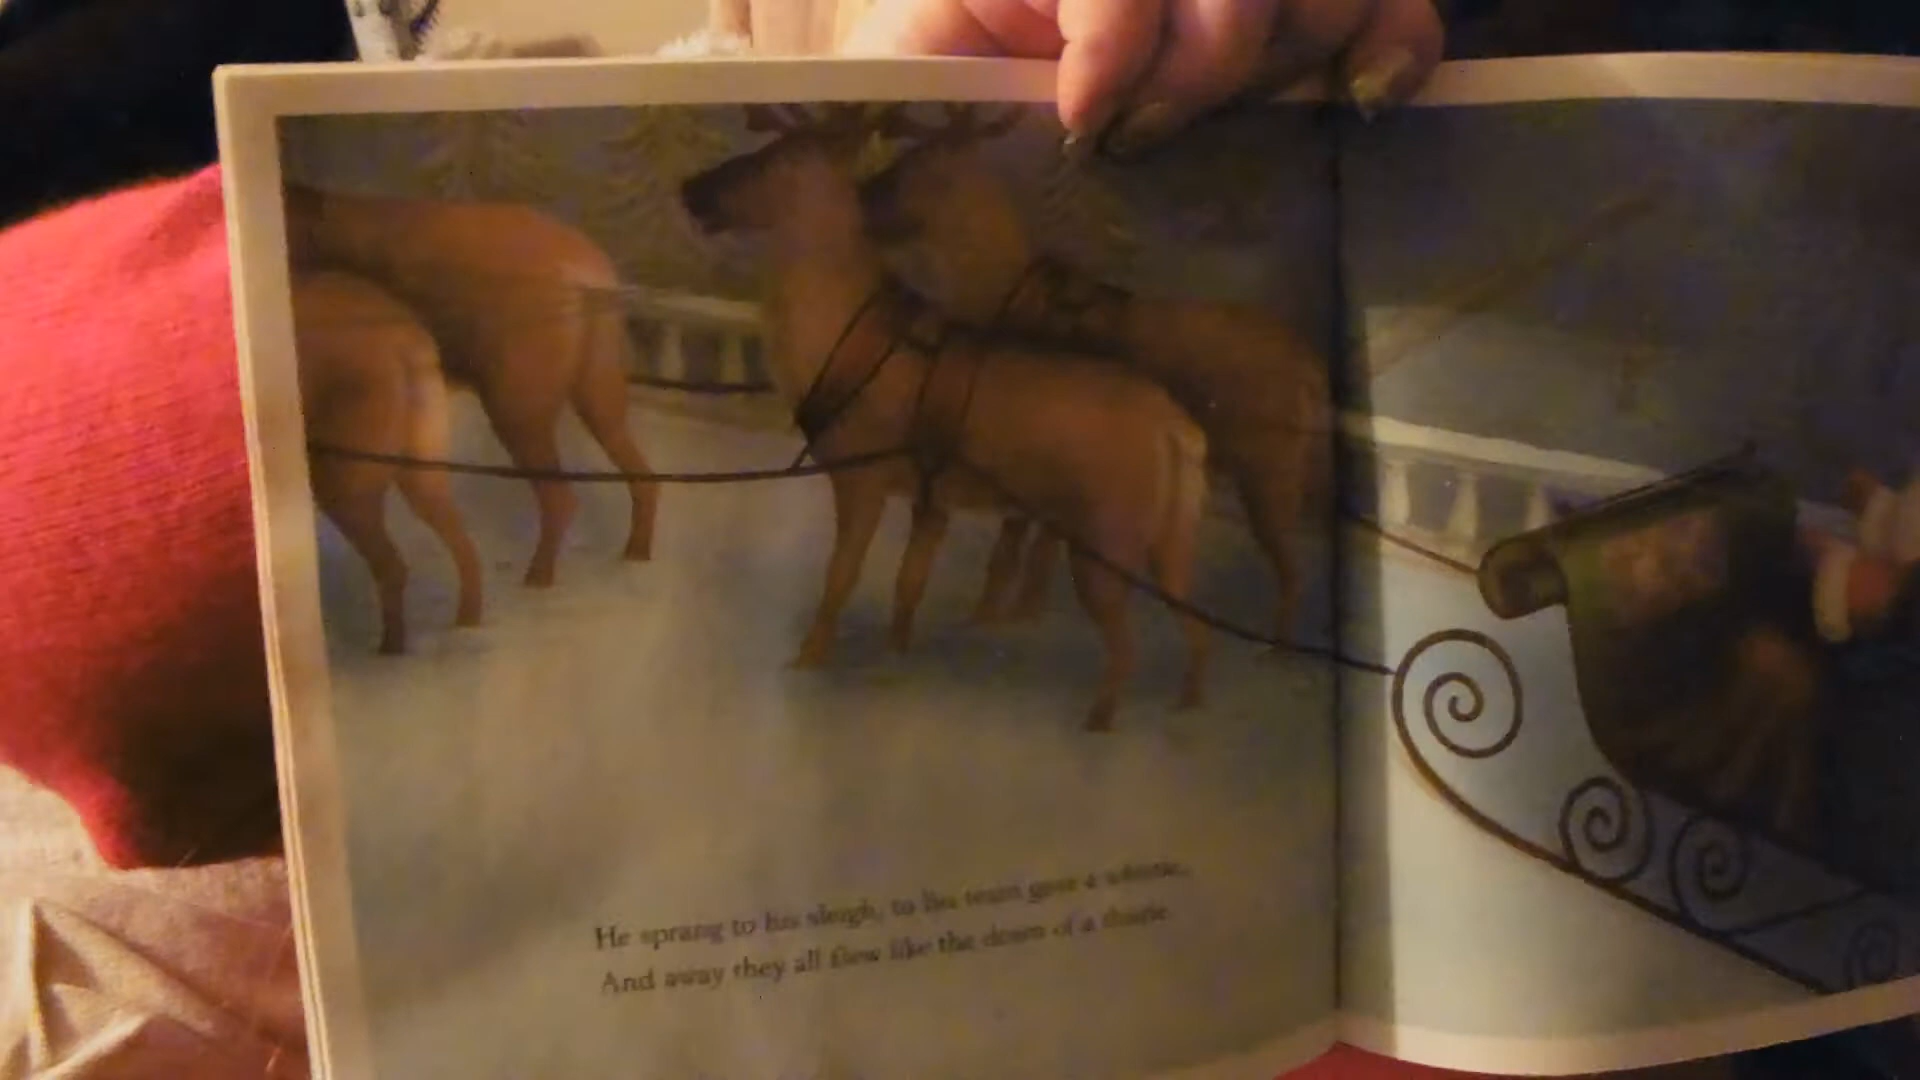 He sprang to his sleigh, to his team gave a whistle,
And away they all flew like the down of a thistle.